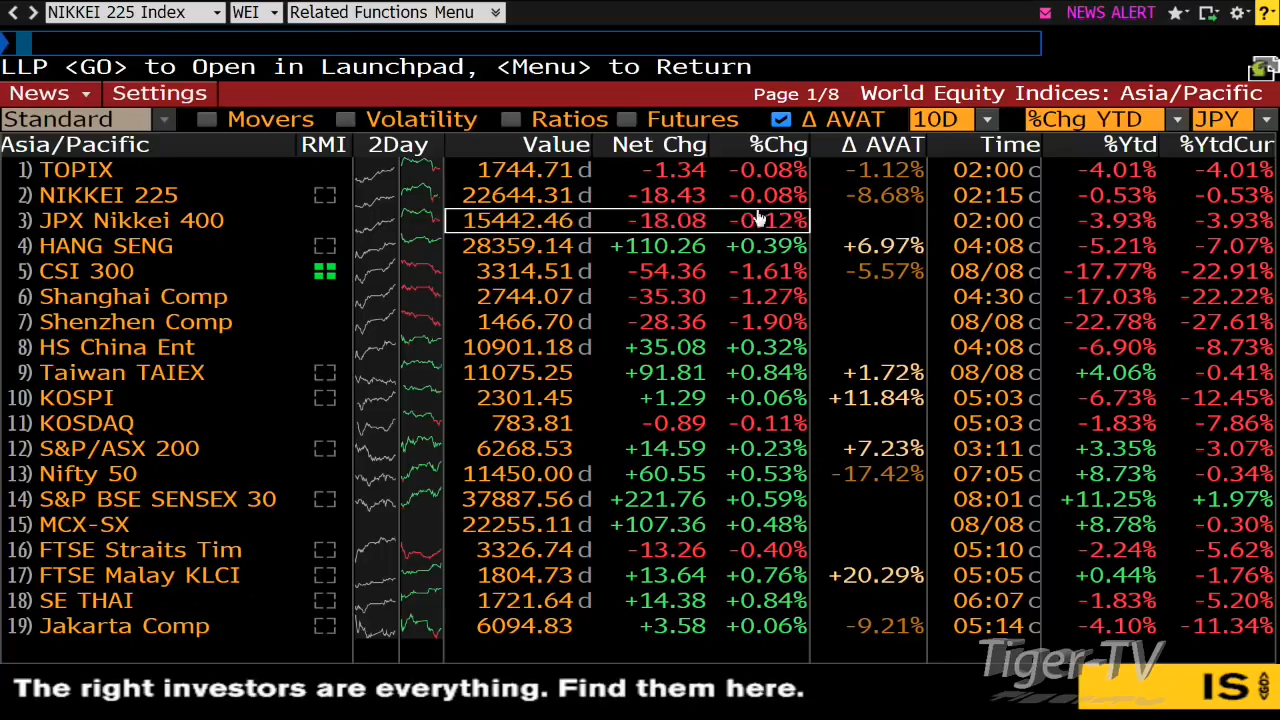 NIKKEI 225 Index WEI Related Functions Menu NEWS ALERT ?
LLP <GO> to Open in Launchpad, <Menu> to Return
News Settings Page 1/8 World Equity Indices: Asia/Pacific
Standard Movers Volatility Ratios Futures Δ AVAT 10D %Chg YTD JPY
Asia/Pacific RMI 2Day Value Net Chg %Chg Δ AVAT Time %Ytd %YtdCur
1) TOPIX 1744.71 d -1.34 -0.08% -1.12% 02:00 c -4.01% -4.01%
2) NIKKEI 225 22644.31 d -18.43 -0.08% -8.68% 02:15 c -0.53% -0.53%
3) JPX Nikkei 400 15442.46 d -18.08 -0.12% 02:00 c -3.93% -3.93%
4) HANG SENG 28359.14 d +110.26 +0.39% +6.97% 04:08 c -5.21% -7.07%
5) CSI 300 3314.51 d -54.36 -1.61% -5.57% 08/08 c -17.77% -22.91%
6) Shanghai Comp 2744.07 d -35.30 -1.27% 04:30 c -17.03% -22.22%
7) Shenzhen Comp 1466.70 d -28.36 -1.90% 08/08 c -22.78% -27.61%
8) HS China Ent 10901.18 d +35.08 +0.32% 04:08 c -6.90% -8.73%
9) Taiwan TAIEX 11075.25 +91.81 +0.84% +1.72% 08/08 c +4.06% -0.41%
10) KOSPI 2301.45 +1.29 +0.06% +11.84% 05:03 c -6.73% -12.45%
11) KOSDAQ 783.81 -0.89 -0.11% 05:03 c -1.83% -7.86%
12) S&P/ASX 200 6268.53 +14.59 +0.23% +7.23% 03:11 c +3.35% -3.07%
13) Nifty 50 11450.00 d +60.55 +0.53% -17.42% 07:05 c +8.73% -0.34%
14) S&P BSE SENSEX 30 37887.56 d +221.76 +0.59% 08:01 c +11.25% +1.97%
15) MCX-SX 22255.11 d +107.36 +0.48% 08/08 c +8.78% -0.30%
16) FTSE Straits Tim 3326.74 d -13.26 -0.40% 05:10 c -2.24% -5.62%
17) FTSE Malay KLCI 1804.73 d +13.64 +0.76% +20.29% 05:05 c +0.44% -1.76%
18) SE THAI 1721.64 d +14.38 +0.84% 06:07 c -1.83% -5.20%
19) Jakarta Comp 6094.83 +3.58 +0.06% -9.21% 05:14 c -4.10% -11.34%
Tiger-TV
The right investors are everything. Find them here. IS